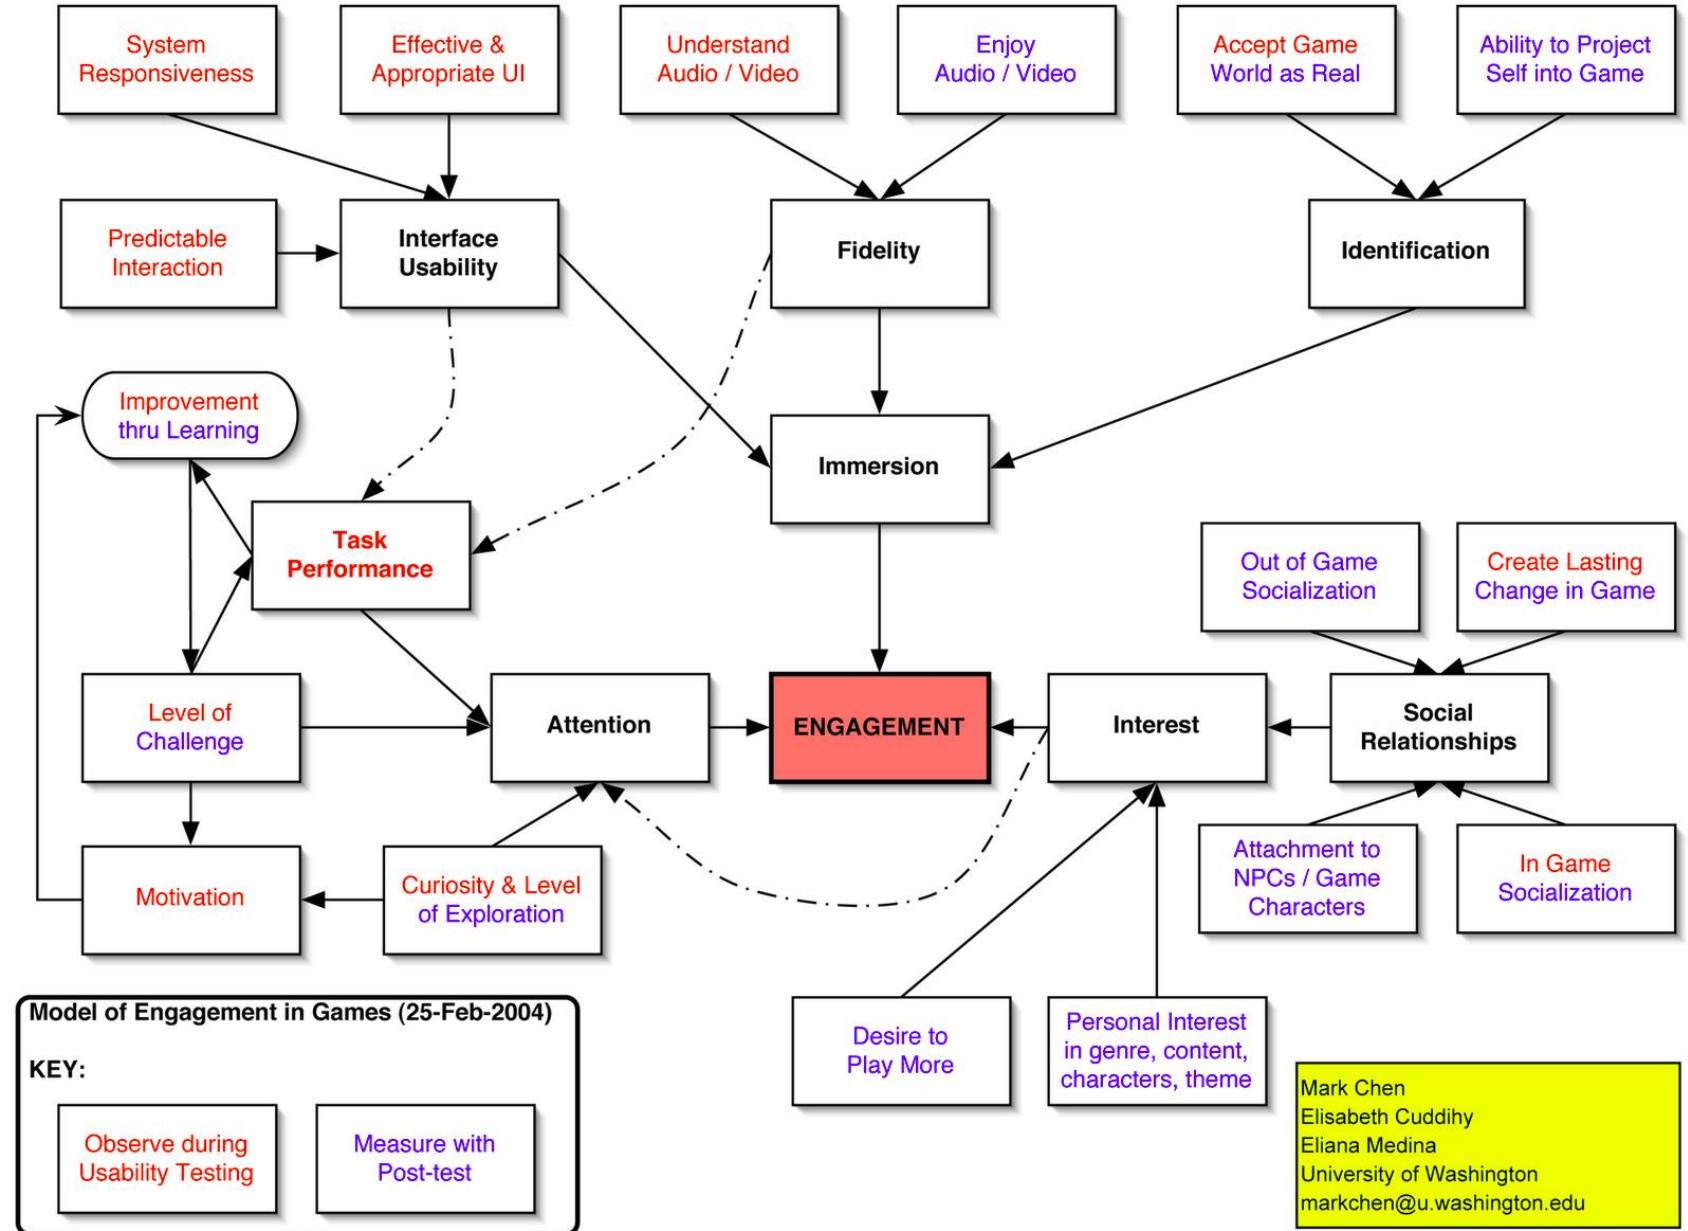 System
Responsiveness
Effective &
Appropriate UI
Understand
Audio / Video
Enjoy
Audio / Video
Accept Game
World as Real
Ability to Project
Self into Game
Predictable
Interaction
Interface
Usability
Fidelity
Identification
Improvement
thru Learning
Immersion
Task
Performance
Out of Game
Socialization
Create Lasting
Change in Game
Level of
Challenge
Attention
ENGAGEMENT
Interest
Social
Relationships
Motivation
Curiosity & Level
of Exploration
Attachment to
NPCs / Game
Characters
In Game
Socialization
Desire to
Play More
Personal Interest
in genre, content,
characters, theme
Model of Engagement in Games (25-Feb-2004)
KEY:
Observe during
Usability Testing
Measure with
Post-test
Mark Chen
Elisabeth Cuddihy
Eliana Medina
University of Washington
markchen@u.washington.edu